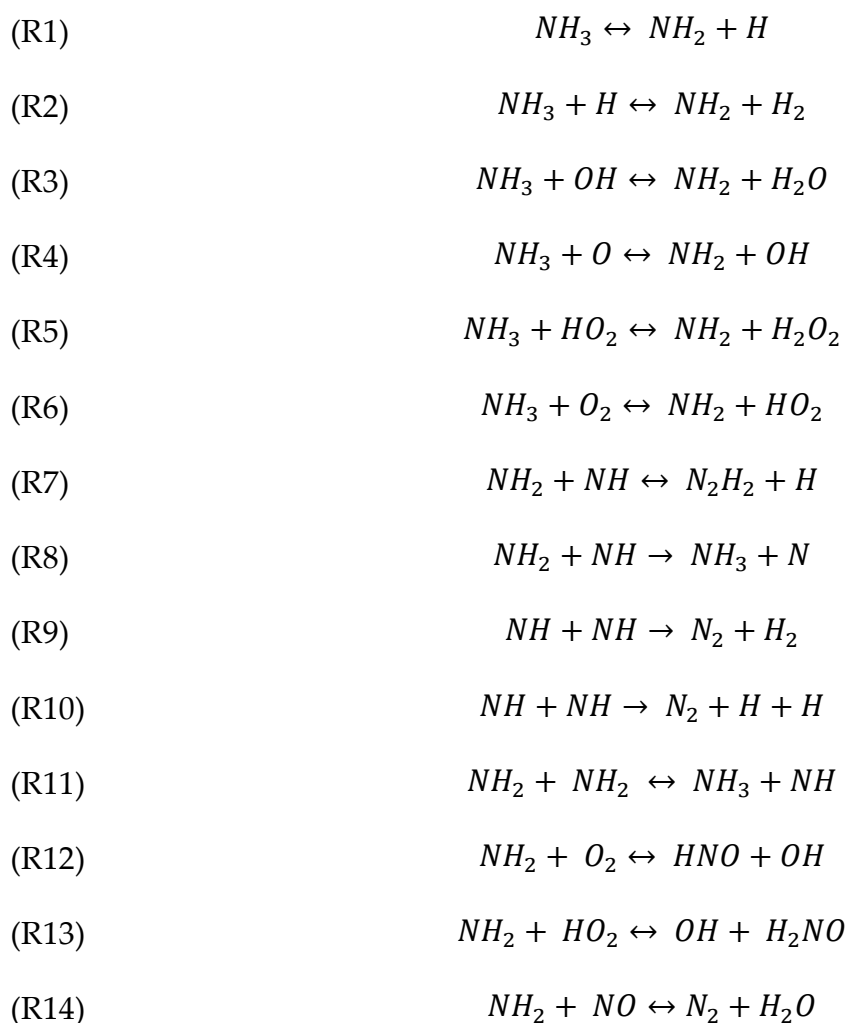 (R1) NH₃ ↔ NH₂ + H
(R2) NH₃ + H ↔ NH₂ + H₂
(R3) NH₃ + OH ↔ NH₂ + H₂O
(R4) NH₃ + O ↔ NH₂ + OH
(R5) NH₃ + HO₂ ↔ NH₂ + H₂O₂
(R6) NH₃ + O₂ ↔ NH₂ + HO₂
(R7) NH₂ + NH ↔ N₂H₂ + H
(R8) NH₂ + NH → NH₃ + N
(R9) NH + NH → N₂ + H₂
(R10) NH + NH → N₂ + H + H
(R11) NH₂ + NH₂ ↔ NH₃ + NH
(R12) NH₂ + O₂ ↔ HNO + OH
(R13) NH₂ + HO₂ ↔ OH + H₂NO
(R14) NH₂ + NO ↔ N₂ + H₂O